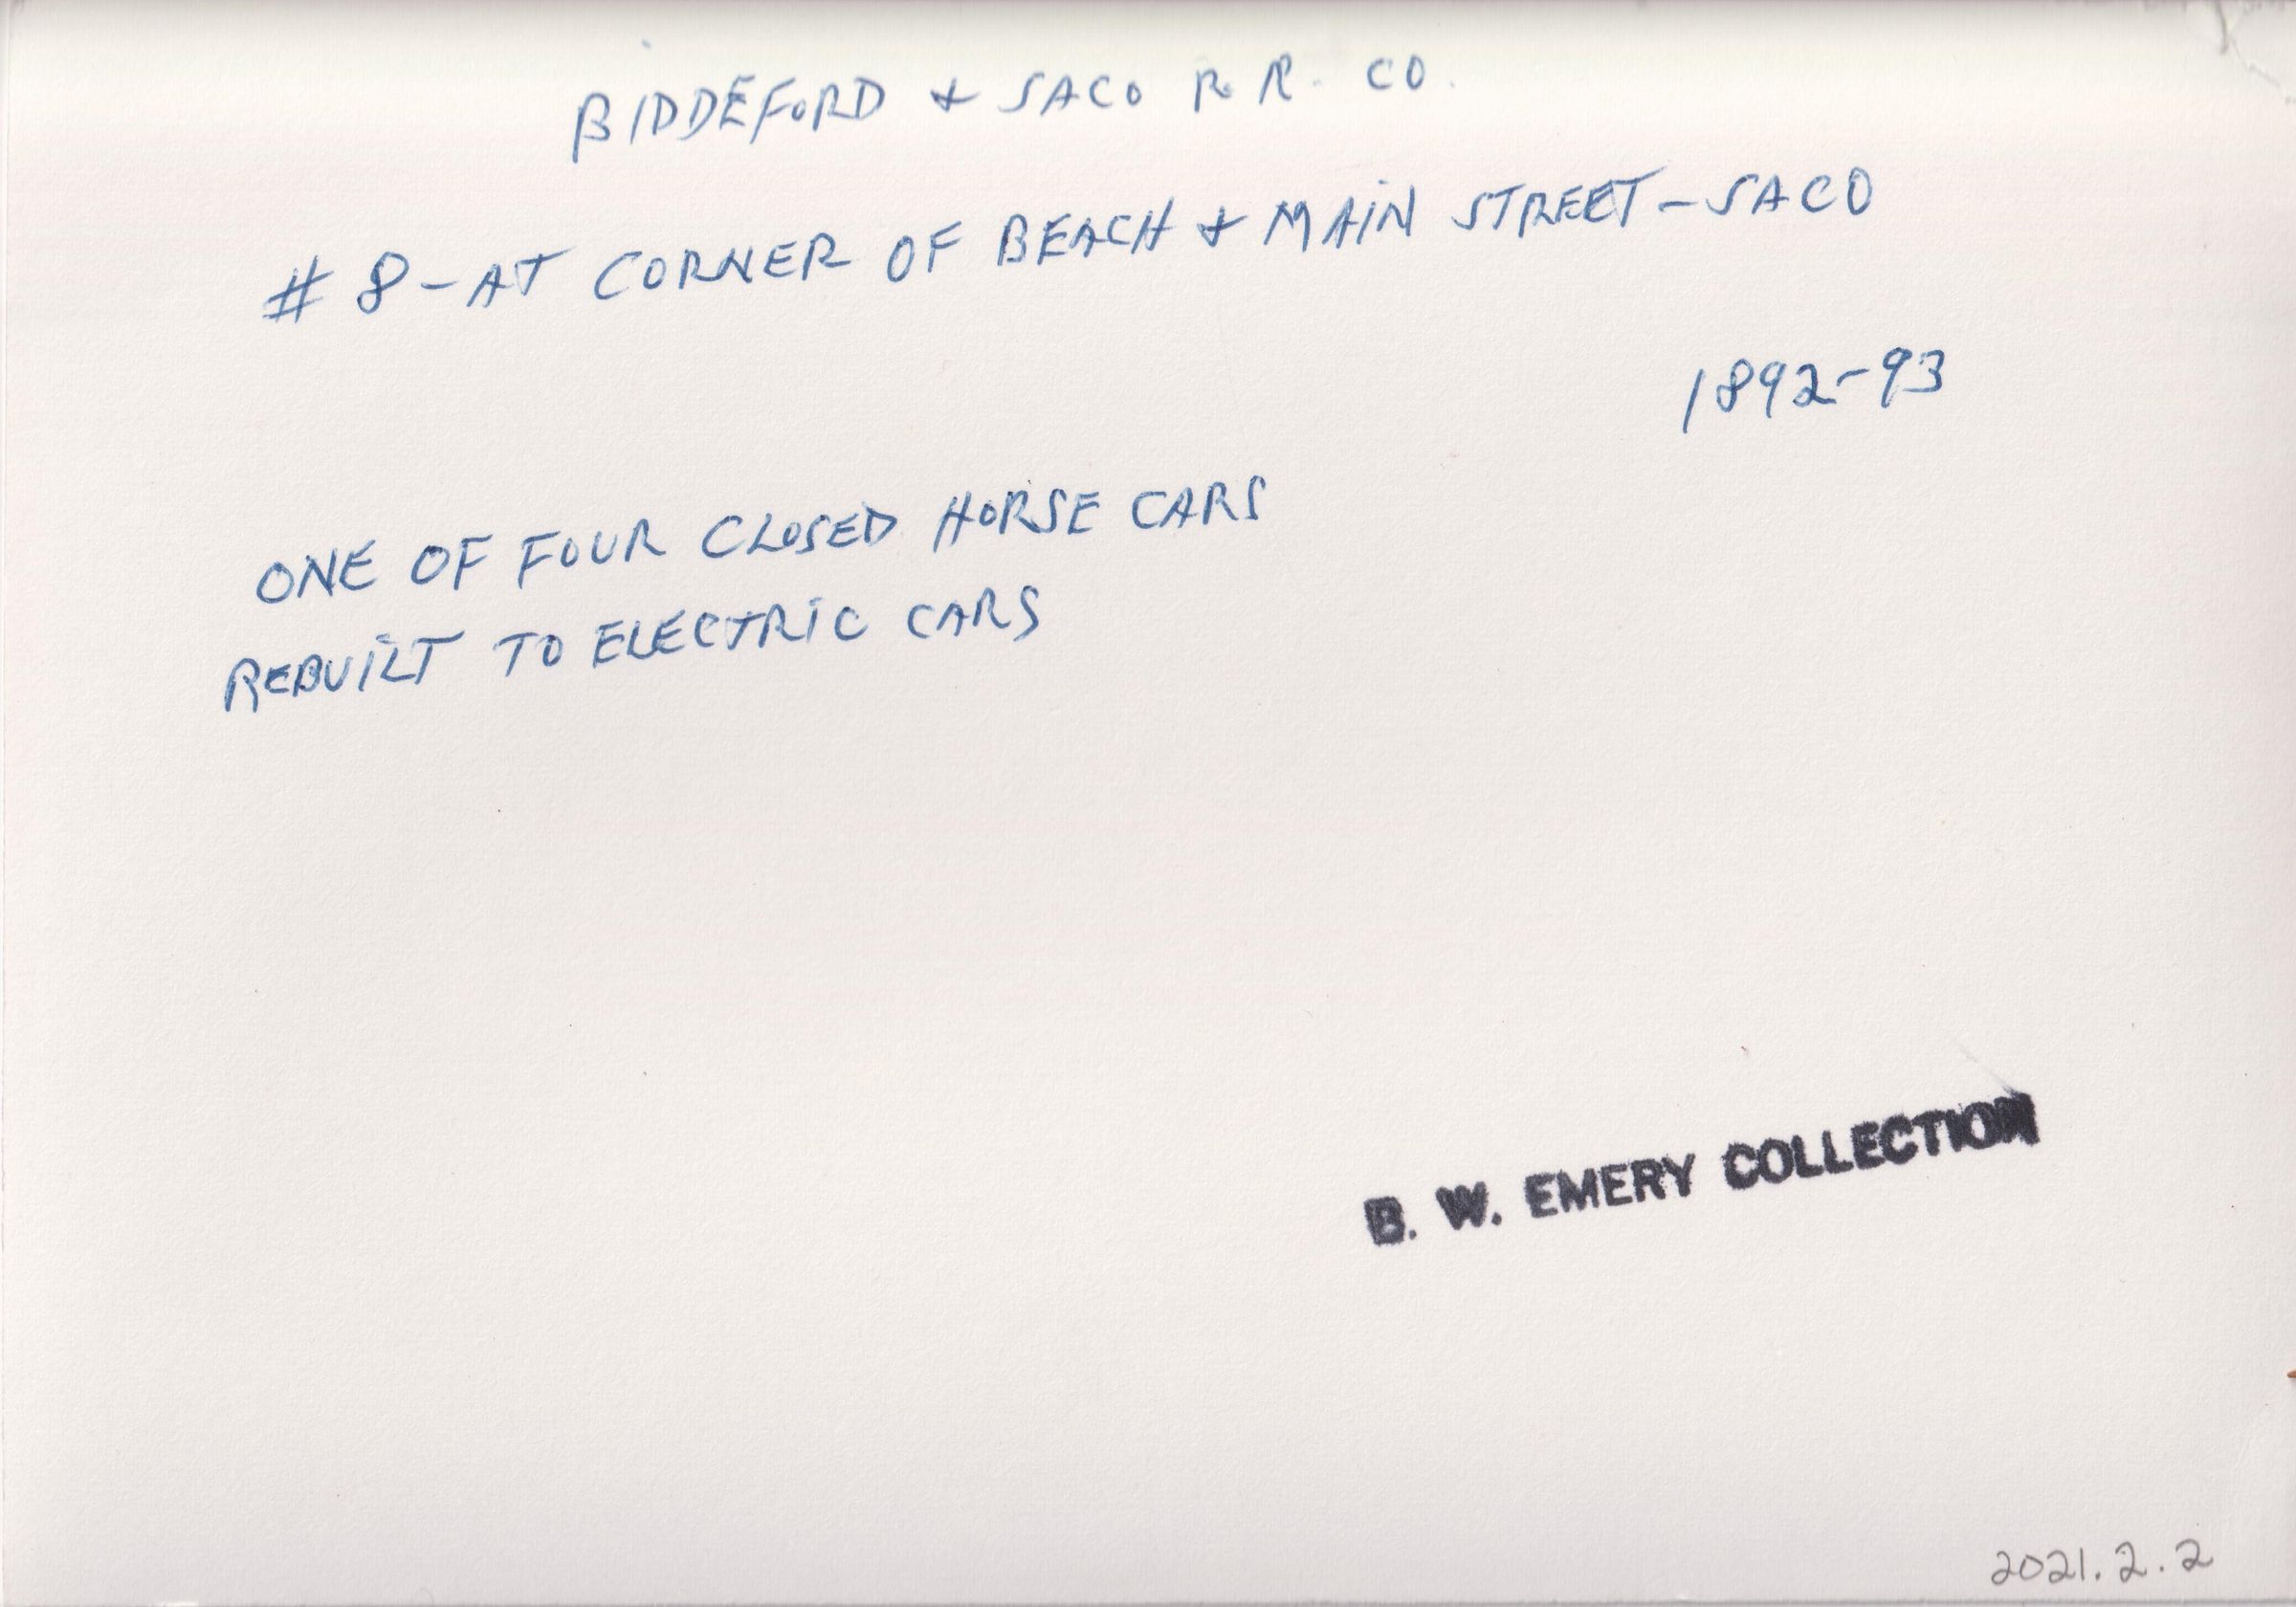 BIDDEFORD & SACO R. R. CO.
# 8 - AT CORNER OF BEACH & MAIN STREET - SACO
1892-93
ONE OF FOUR CLOSED HORSE CARS
REBUILT TO ELECTRIC CARS
B. W. EMERY COLLECTION
2021.2.2